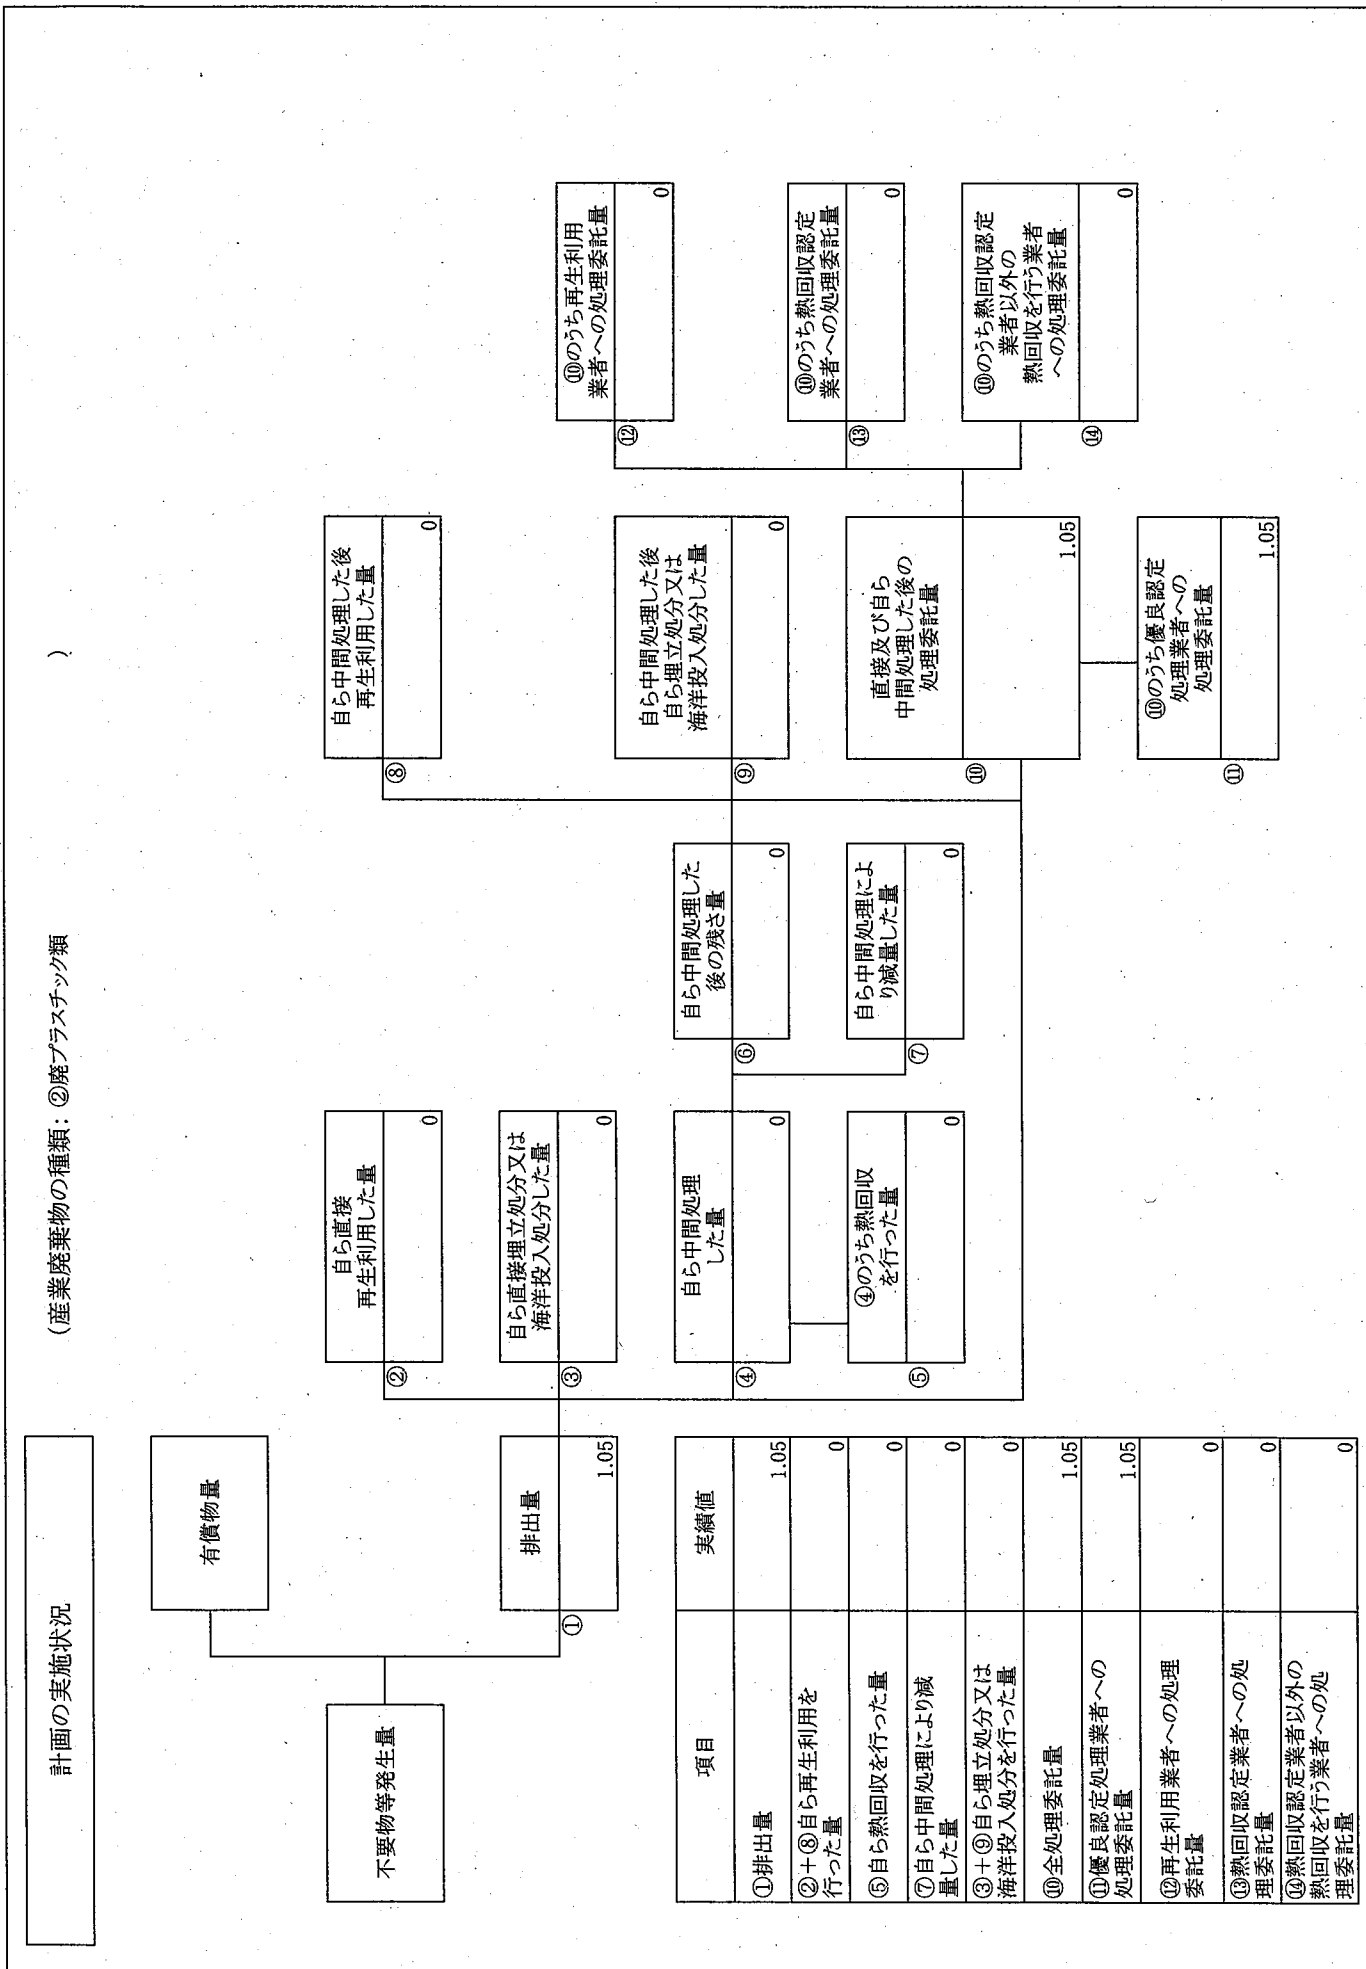 計画の実施状況
(産業廃棄物の種類：②廃プラスチック類
)
不要物等発生量
有償物量
①
排出量
1.05
②
自ら直接
再生利用した量
0
③
自ら直接埋立処分又は
海洋投入処分した量
0
④
自ら中間処理
した量
0
⑤
④のうち熱回収
を行った量
0
⑥
自ら中間処理した
後の残さ量
0
⑦
自ら中間処理によ
り減量した量
0
⑧
自ら中間処理した後
再生利用した量
0
⑨
自ら中間処理した後
自ら埋立処分又は
海洋投入処分した量
0
⑩
直接及び自ら
中間処理した後の
処理委託量
1.05
⑪
⑩のうち優良認定
処理業者への
処理委託量
1.05
⑫
⑩のうち再生利用
業者への処理委託量
0
⑬
⑩のうち熱回収認定
業者への処理委託量
0
⑭
⑩のうち熱回収認定
業者以外の
熱回収を行う業者
への処理委託量
0
項目 実績値
①排出量 1.05
②+⑧自ら再生利用を
行った量 0
⑤自ら熱回収を行った量 0
⑦自ら中間処理により減
量した量 0
③+⑨自ら埋立処分又は
海洋投入処分を行った量 0
⑩全処理委託量 1.05
⑪優良認定処理業者への
処理委託量 1.05
⑫再生利用業者への処理
委託量 0
⑬熱回収認定業者への処
理委託量 0
⑭熱回収認定業者以外の
熱回収を行う業者への処
理委託量 0